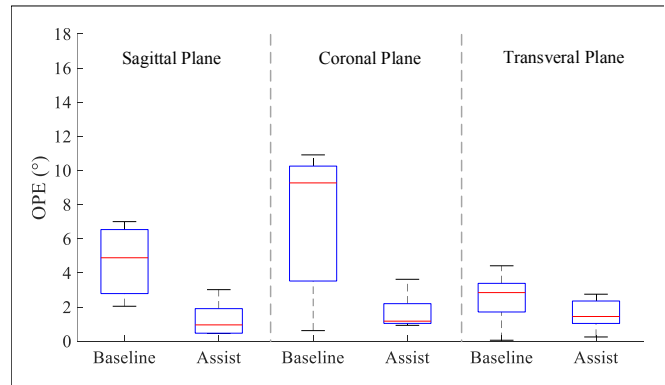 18
16
14
12
10
8
6
4
2
0
OPE (°)
Sagittal Plane
Coronal Plane
Transveral Plane
Baseline Assist Baseline Assist Baseline Assist